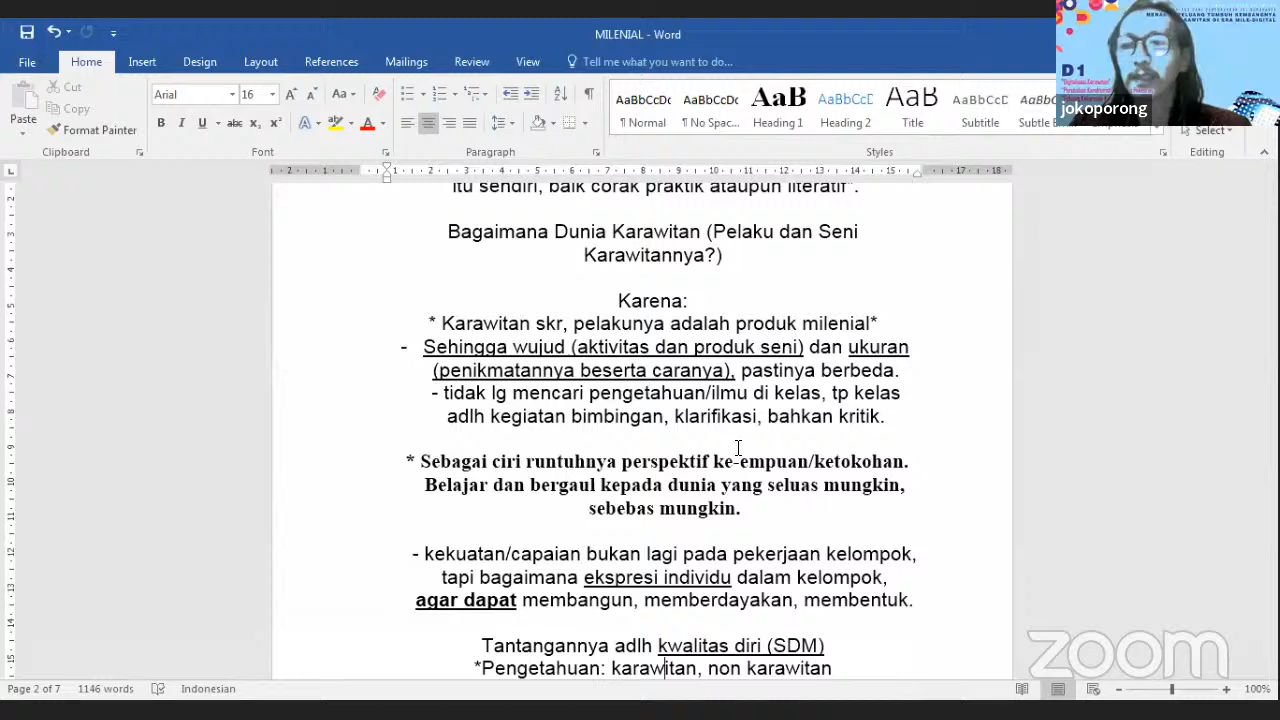 MILENIAL - Word
File
Home
Insert
Design
Layout
References
Mailings
Review
View
Tell me what you want to do...
D1
jokoporong
Paste
Cut
Copy
Format Painter
Clipboard
Arial
16
Font
Paragraph
AaBbCcDc
¶ Normal
AaBbCcDc
¶ No Spac...
AaB
Heading 1
AaBbCcDc
Heading 2
AaB
Title
AaBbCcD
Subtitle
AaBbCcDc
Styles
Select
Editing
itu sendiri, baik corak praktik ataupun literatif”.
Bagaimana Dunia Karawitan (Pelaku dan Seni
Karawitannya?)
Karena:
* Karawitan skr, pelakunya adalah produk milenial*
- Sehingga wujud (aktivitas dan produk seni) dan ukuran
(penikmatannya beserta caranya), pastinya berbeda.
- tidak lg mencari pengetahuan/ilmu di kelas, tp kelas
adlh kegiatan bimbingan, klarifikasi, bahkan kritik.
* Sebagai ciri runtuhnya perspektif ke-empuan/ketokohan.
Belajar dan bergaul kepada dunia yang seluas mungkin,
sebebas mungkin.
- kekuatan/capaian bukan lagi pada pekerjaan kelompok,
tapi bagaimana ekspresi individu dalam kelompok,
agar dapat membangun, memberdayakan, membentuk.
Tantangannya adlh kwalitas diri (SDM)
*Pengetahuan: karawitan, non karawitan
zoom
Page 2 of 7
1146 words
Indonesian
100%